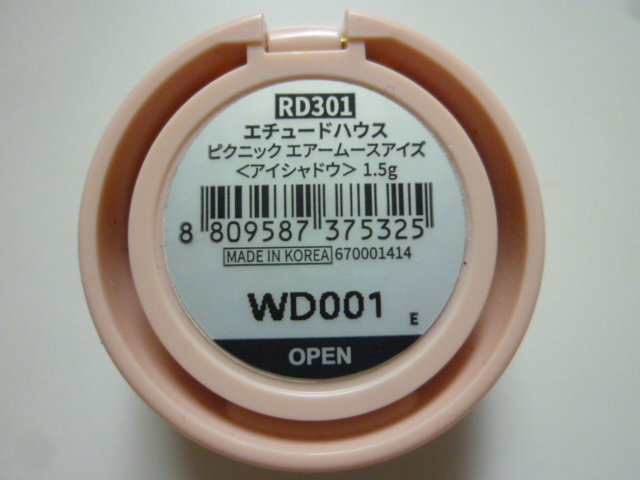 RD301
エチュードハウス
ピクニック エアームースアイズ
<アイシャドウ> 1.5g
8 809587 375325
MADE IN KOREA 670001414
WD001 E
OPEN